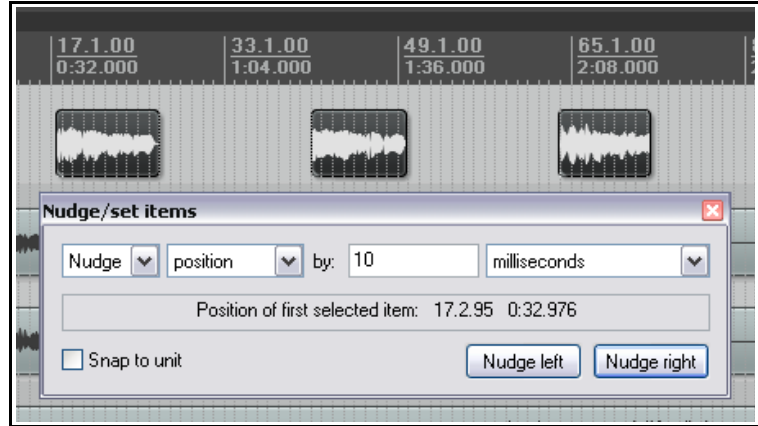 17.1.00 33.1.00 49.1.00 65.1.00
0:32.000 1:04.000 1:36.000 2:08.000
Nudge/set items
Nudge position by: 10 milliseconds
Position of first selected item: 17.2.95 0:32.976
Snap to unit Nudge left Nudge right